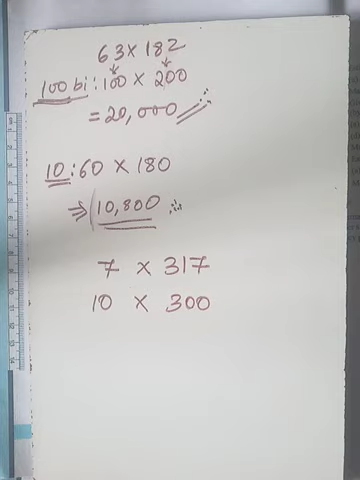 63 × 182
100 bi : 100 × 200
= 20,000
10 : 60 × 180
⇒ 10,800 ∴
7 × 317
10 × 300